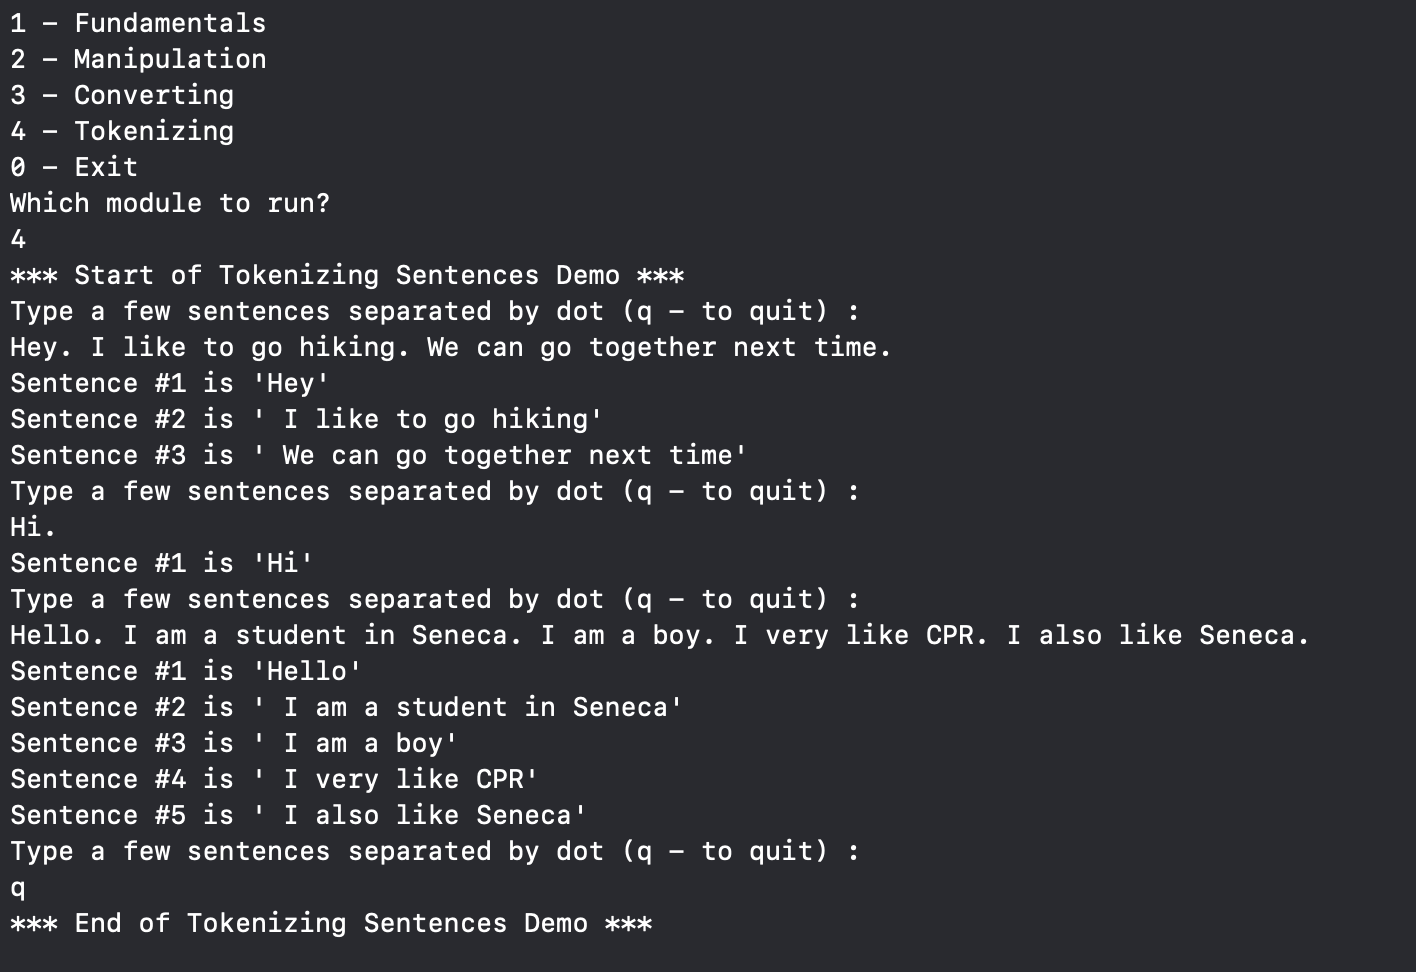 1 – Fundamentals
2 – Manipulation
3 – Converting
4 – Tokenizing
0 – Exit
Which module to run?
4
*** Start of Tokenizing Sentences Demo ***
Type a few sentences separated by dot (q – to quit) :
Hey. I like to go hiking. We can go together next time.
Sentence #1 is 'Hey'
Sentence #2 is ' I like to go hiking'
Sentence #3 is ' We can go together next time'
Type a few sentences separated by dot (q – to quit) :
Hi.
Sentence #1 is 'Hi'
Type a few sentences separated by dot (q – to quit) :
Hello. I am a student in Seneca. I am a boy. I very like CPR. I also like Seneca.
Sentence #1 is 'Hello'
Sentence #2 is ' I am a student in Seneca'
Sentence #3 is ' I am a boy'
Sentence #4 is ' I very like CPR'
Sentence #5 is ' I also like Seneca'
Type a few sentences separated by dot (q – to quit) :
q
*** End of Tokenizing Sentences Demo ***